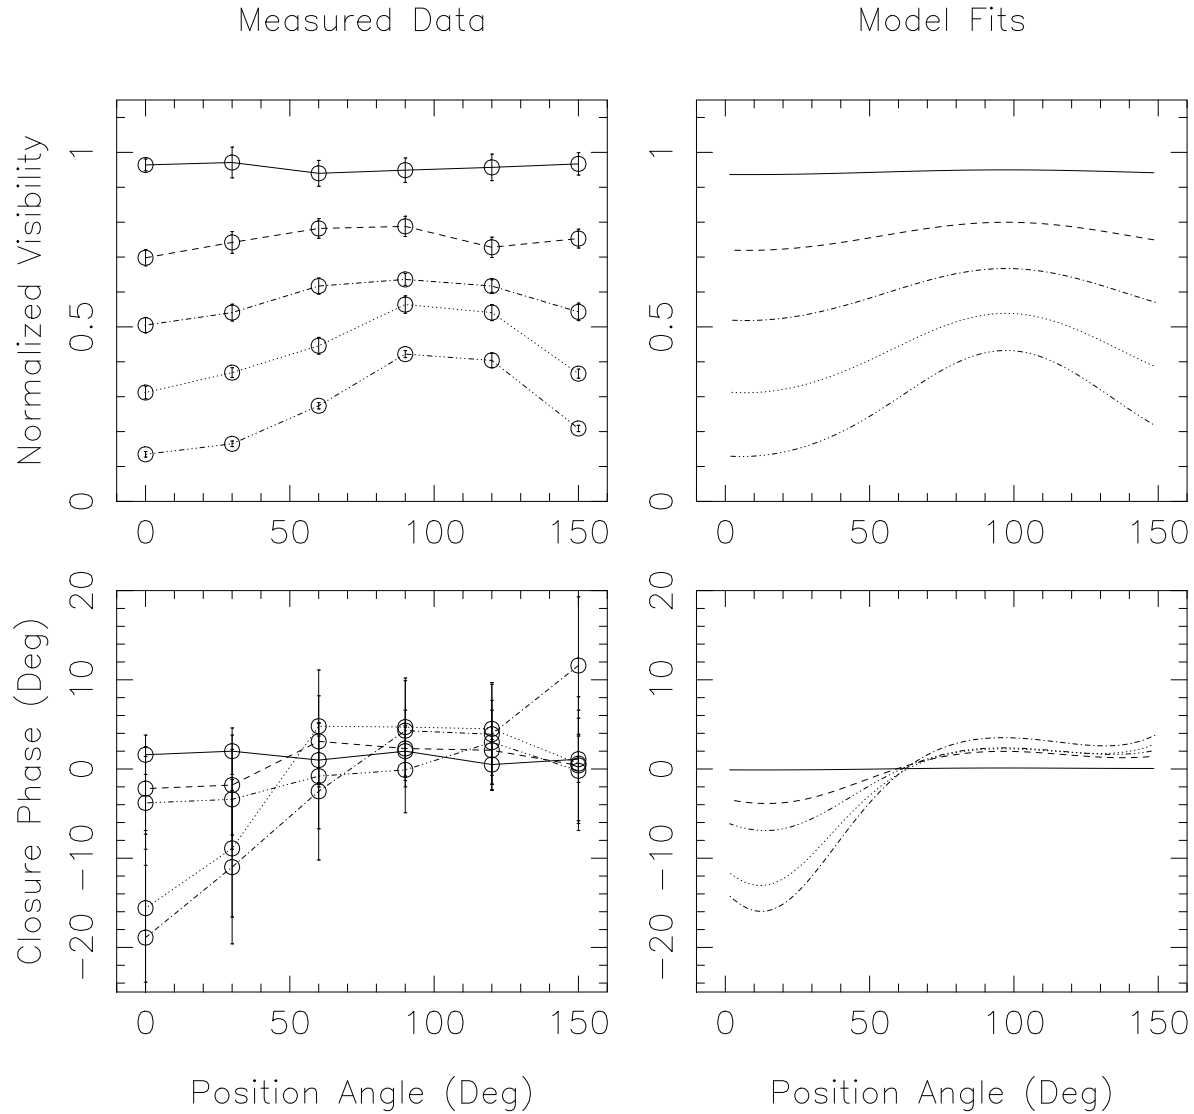 Measured Data
Model Fits
Normalized Visibility
1
0.5
0
0 50 100 150
1
0.5
0
0 50 100 150
Closure Phase (Deg)
20
10
0
−10
−20
0 50 100 150
20
10
0
−10
−20
0 50 100 150
Position Angle (Deg)
Position Angle (Deg)